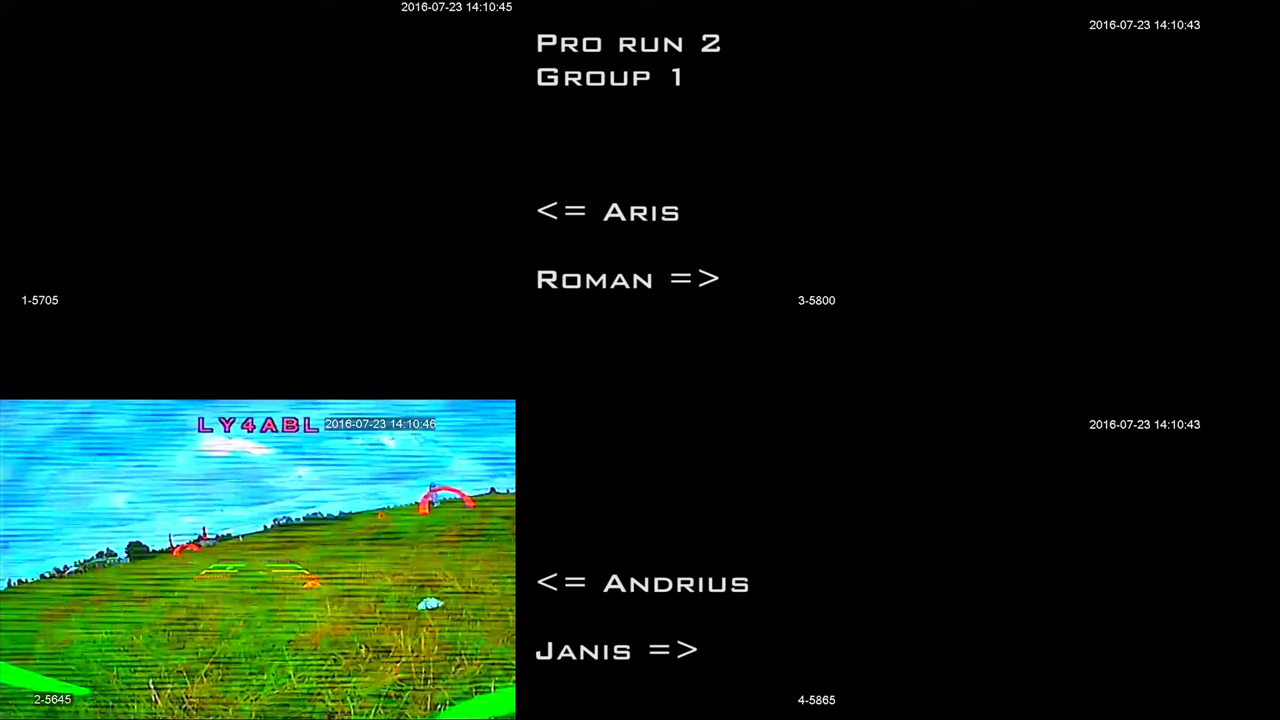 2016-07-23 14:10:45
2016-07-23 14:10:43
Pro run 2
Group 1
<= Aris
Roman =>
1-5705
3-5800
LY4ABL
2016-07-23 14:10:46
2016-07-23 14:10:43
<= Andrius
Janis =>
2-5645
4-5865